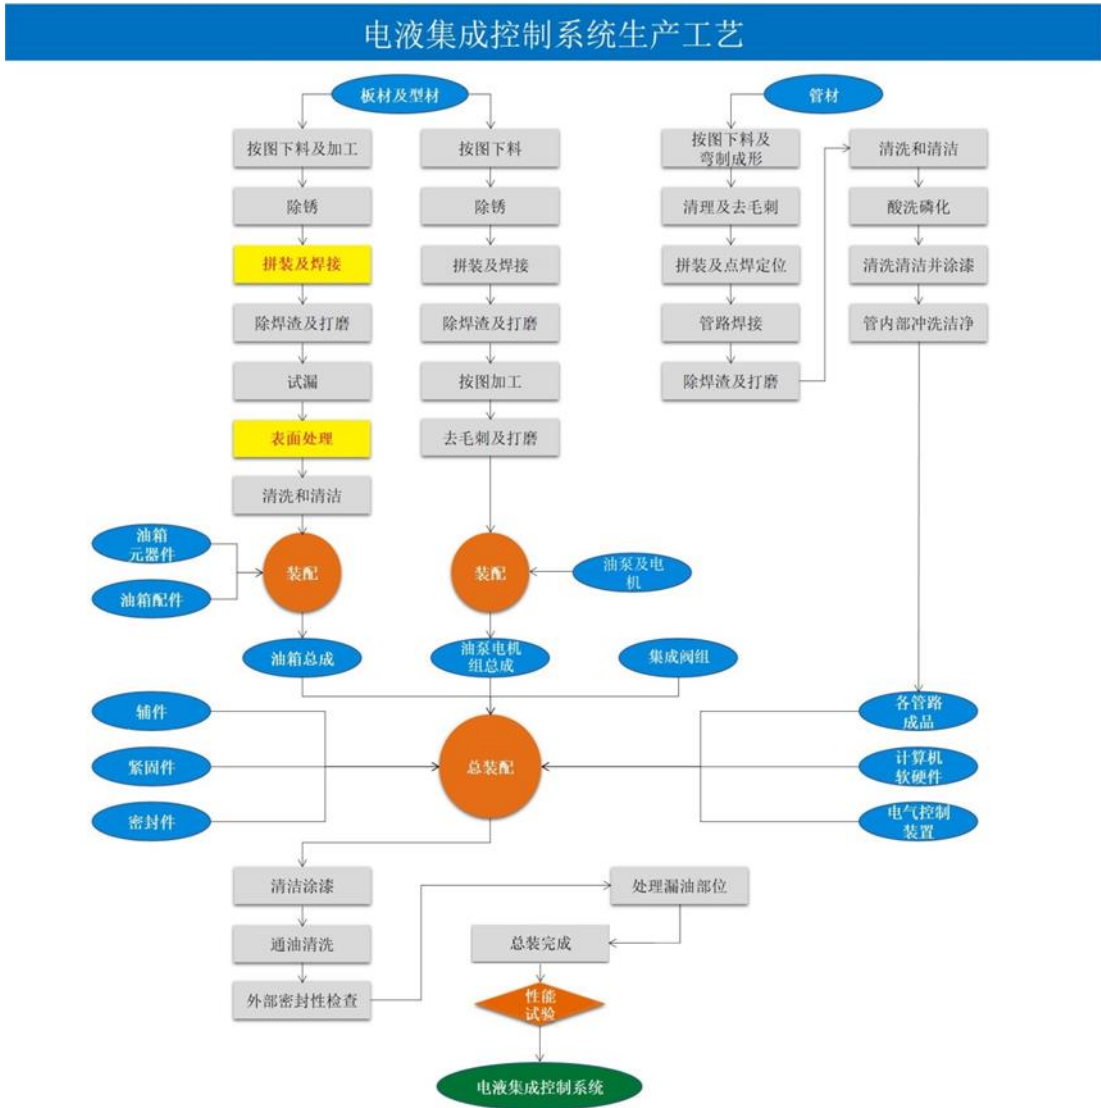 电液集成控制系统生产工艺
板材及型材
管材
按图下料及加工
除锈
拼装及焊接
除焊渣及打磨
试漏
表面处理
清洗和清洁
按图下料
除锈
拼装及焊接
除焊渣及打磨
按图加工
去毛刺及打磨
按图下料及
弯制成形
清理及去毛刺
拼装及点焊定位
管路焊接
除焊渣及打磨
清洗和清洁
酸洗磷化
清洗清洁并涂漆
管内部冲洗洁净
油箱
元器件
油箱配件
装配
装配
油泵及电
机
油箱总成
油泵电机
组总成
集成阀组
辅件
紧固件
密封件
总装配
各管路
成品
计算机
软硬件
电气控制
装置
清洁涂漆
通油清洗
外部密封性检查
处理漏油部位
总装完成
性能
试验
电液集成控制系统